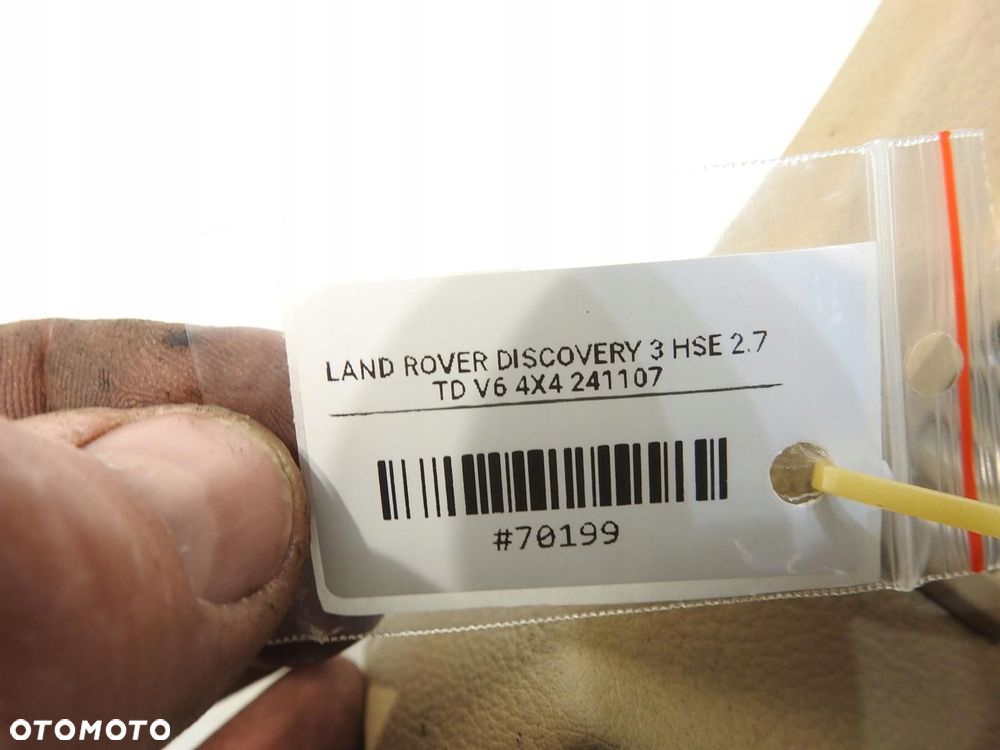 LAND ROVER DISCOVERY 3 HSE 2.7
TD V6 4X4 241107
#70199
OTOMOTO